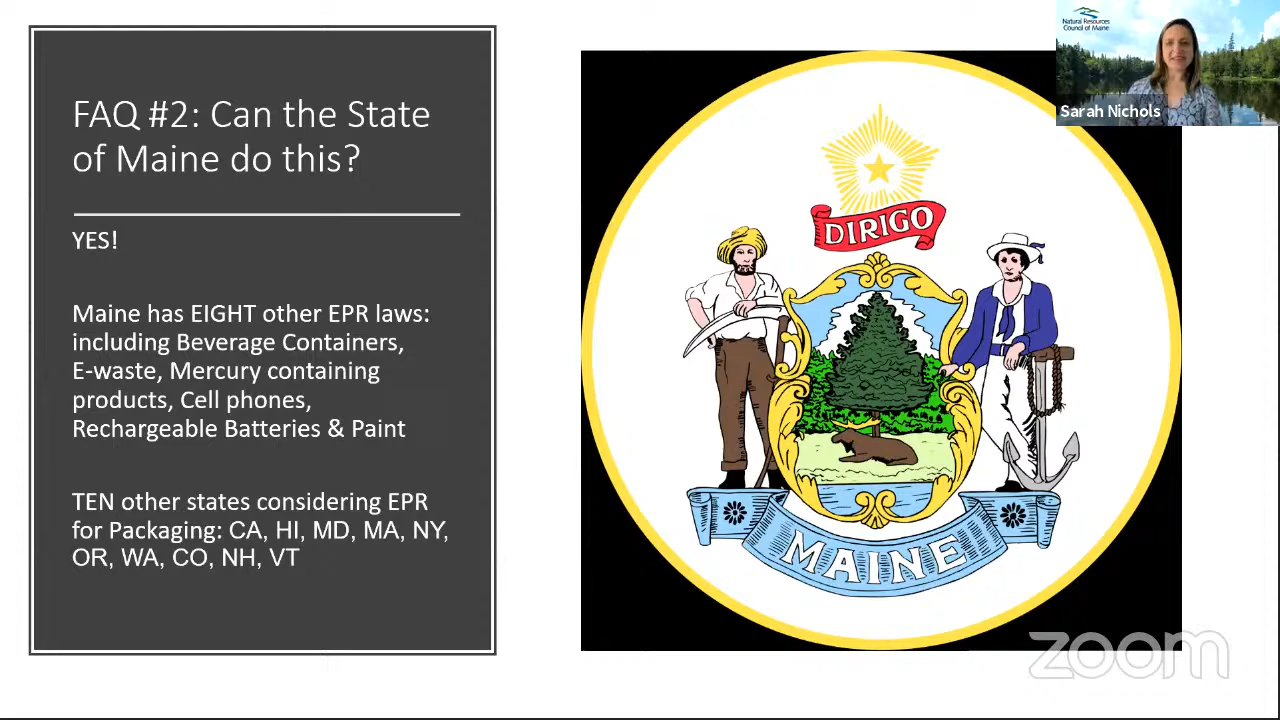 FAQ #2: Can the State
of Maine do this?
YES!
Maine has EIGHT other EPR laws:
including Beverage Containers,
E-waste, Mercury containing
products, Cell phones,
Rechargeable Batteries & Paint
TEN other states considering EPR
for Packaging: CA, HI, MD, MA, NY,
OR, WA, CO, NH, VT
DIRIGO
MAINE
Natural Resources
Council of Maine
Sarah Nichols
zoom